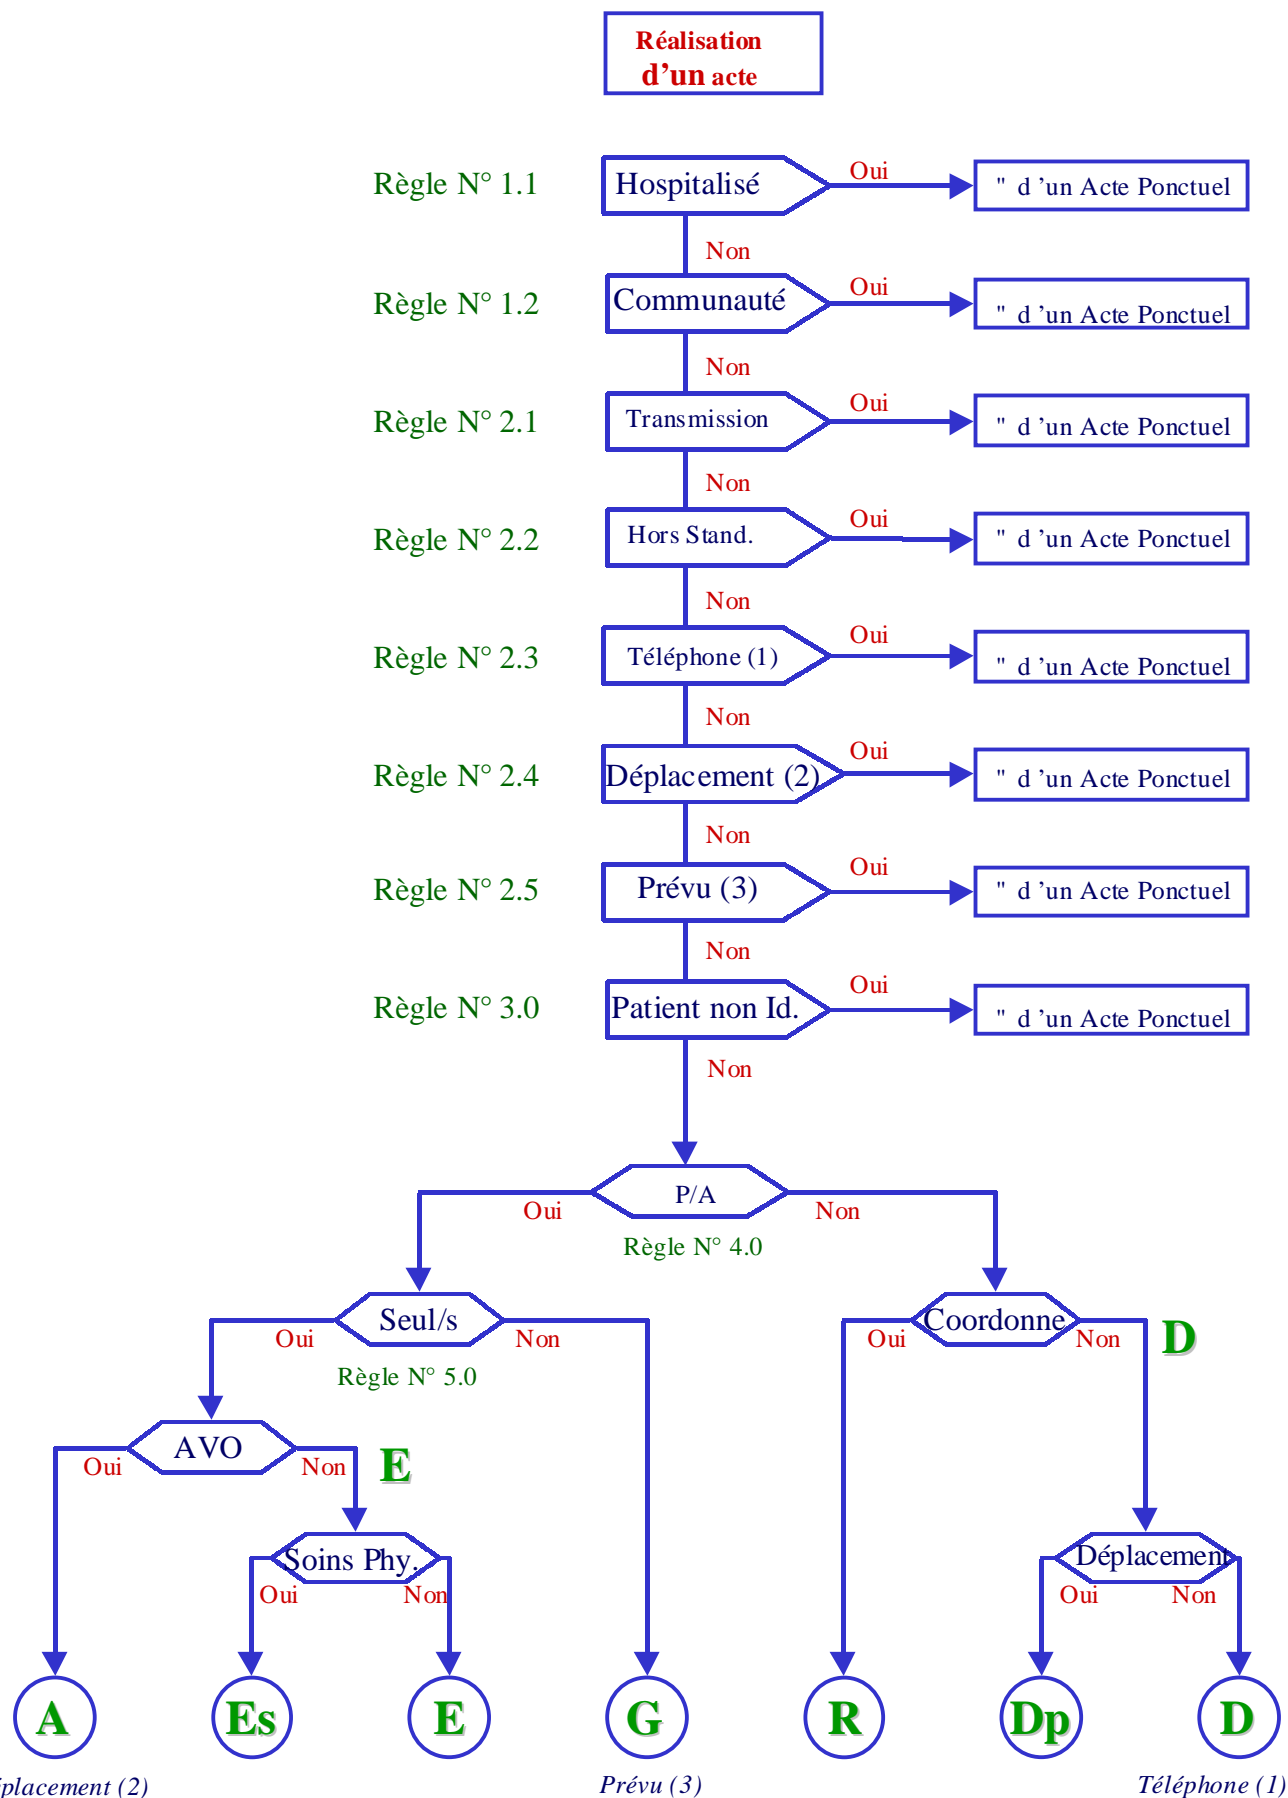 Réalisation
d’un acte
Règle N° 1.1
Hospitalisé
Oui
" d ’un Acte Ponctuel
Non
Règle N° 1.2
Communauté
Oui
" d ’un Acte Ponctuel
Non
Règle N° 2.1
Transmission
Oui
" d ’un Acte Ponctuel
Non
Règle N° 2.2
Hors Stand.
Oui
" d ’un Acte Ponctuel
Non
Règle N° 2.3
Téléphone (1)
Oui
" d ’un Acte Ponctuel
Non
Règle N° 2.4
Déplacement (2)
Oui
" d ’un Acte Ponctuel
Non
Règle N° 2.5
Prévu (3)
Oui
" d ’un Acte Ponctuel
Non
Règle N° 3.0
Patient non Id.
Oui
" d ’un Acte Ponctuel
Non
P/A
Oui
Non
Règle N° 4.0
Seul/s
Oui
Non
Règle N° 5.0
Coordonne
Oui
Non
D
AVO
Oui
Non
E
Soins Phy.
Oui
Non
Déplacement
Oui
Non
A
Es
E
G
R
Dp
D
éplacement (2)
Prévu (3)
Téléphone (1)